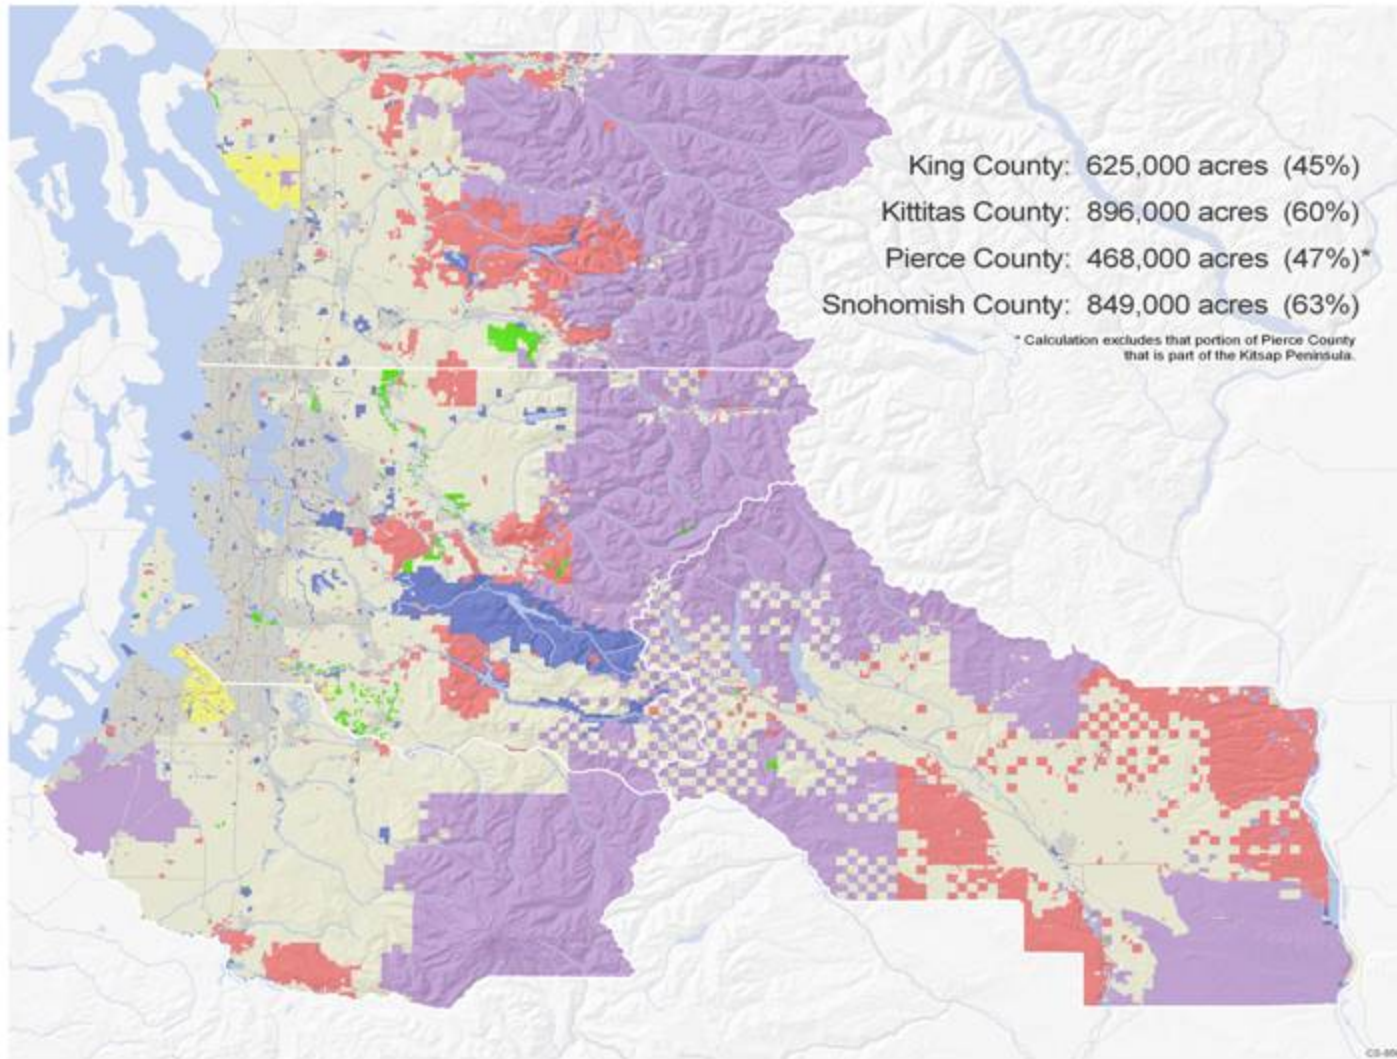 King County: 625,000 acres (45%)
Kittitas County: 896,000 acres (60%)
Pierce County: 468,000 acres (47%)*
Snohomish County: 849,000 acres (63%)
* Calculation excludes that portion of Pierce County
that is part of the Kitsap Peninsula.